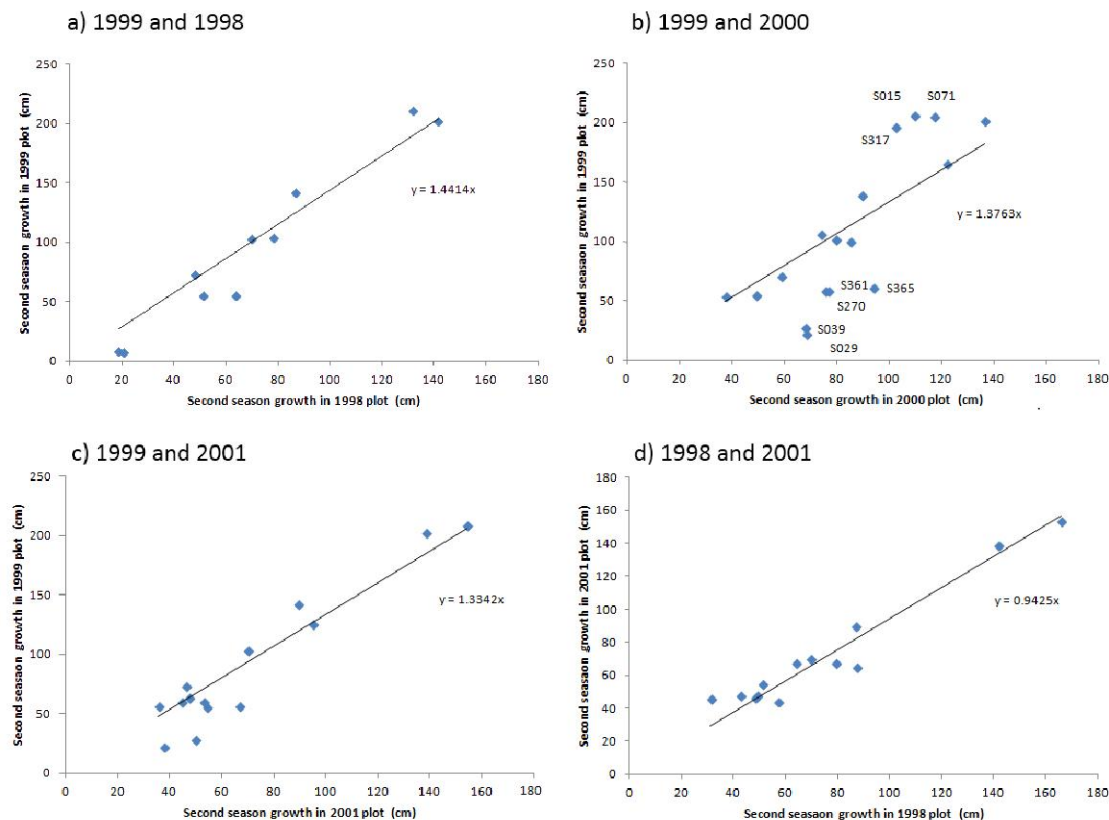 a) 1999 and 1998
250
200
150
100
50
0
0 20 40 60 80 100 120 140 160 180
Second seasaon growth in 1999 plot (cm)
Second season growth in 1998 plot (cm)
y = 1.4414x
b) 1999 and 2000
250
200
150
100
50
0
0 20 40 60 80 100 120 140 160 180
Second seasaon growth in 1999 plot (cm)
Second season growth in 2000 plot (cm)
S015 S071
S317
y = 1.3763x
S361 S365
S270
S039
S029
c) 1999 and 2001
250
200
150
100
50
0
0 20 40 60 80 100 120 140 160 180
Second seasaon growth in 1999 plot (cm)
Second season growth in 2001 plot (cm)
y = 1.3342x
d) 1998 and 2001
180
160
140
120
100
80
60
40
20
0
0 20 40 60 80 100 120 140 160 180
Second seasaon growth in 2001 plot (cm)
Second season growth in 1998 plot (cm)
y = 0.9425x